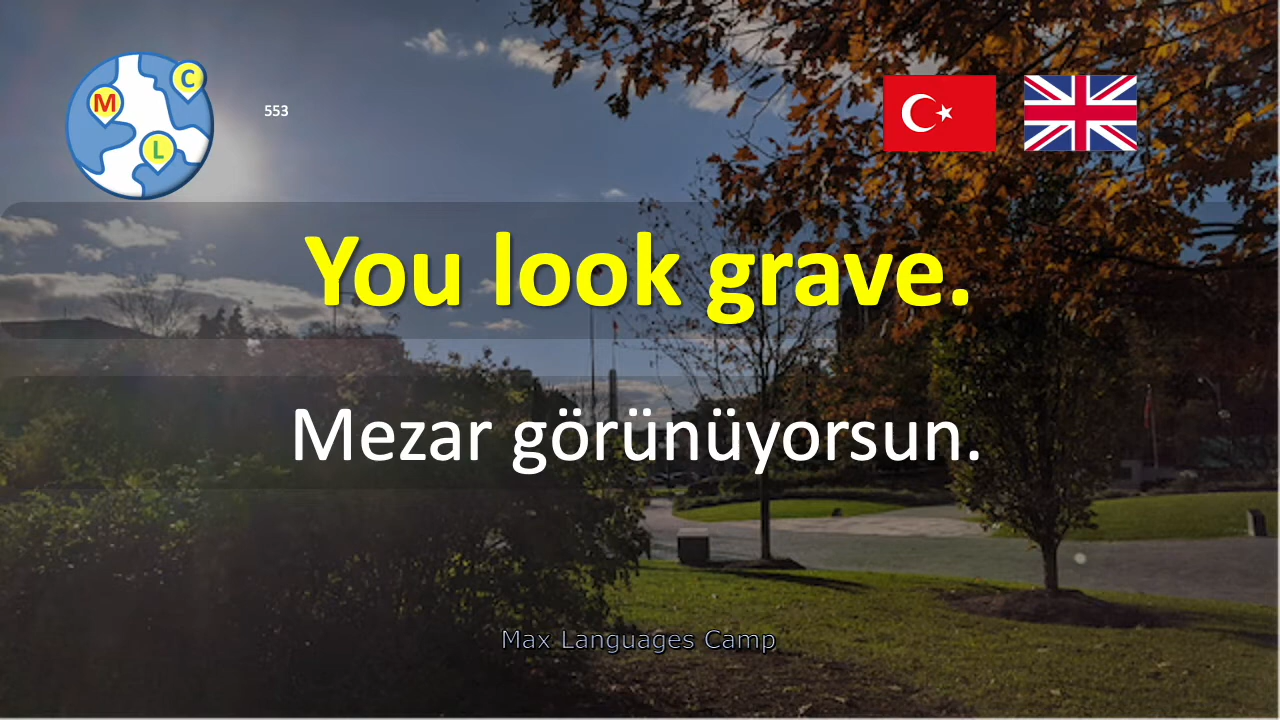 C
M
L
553
You look grave.
Mezar görünüyorsun.
Max Languages Camp